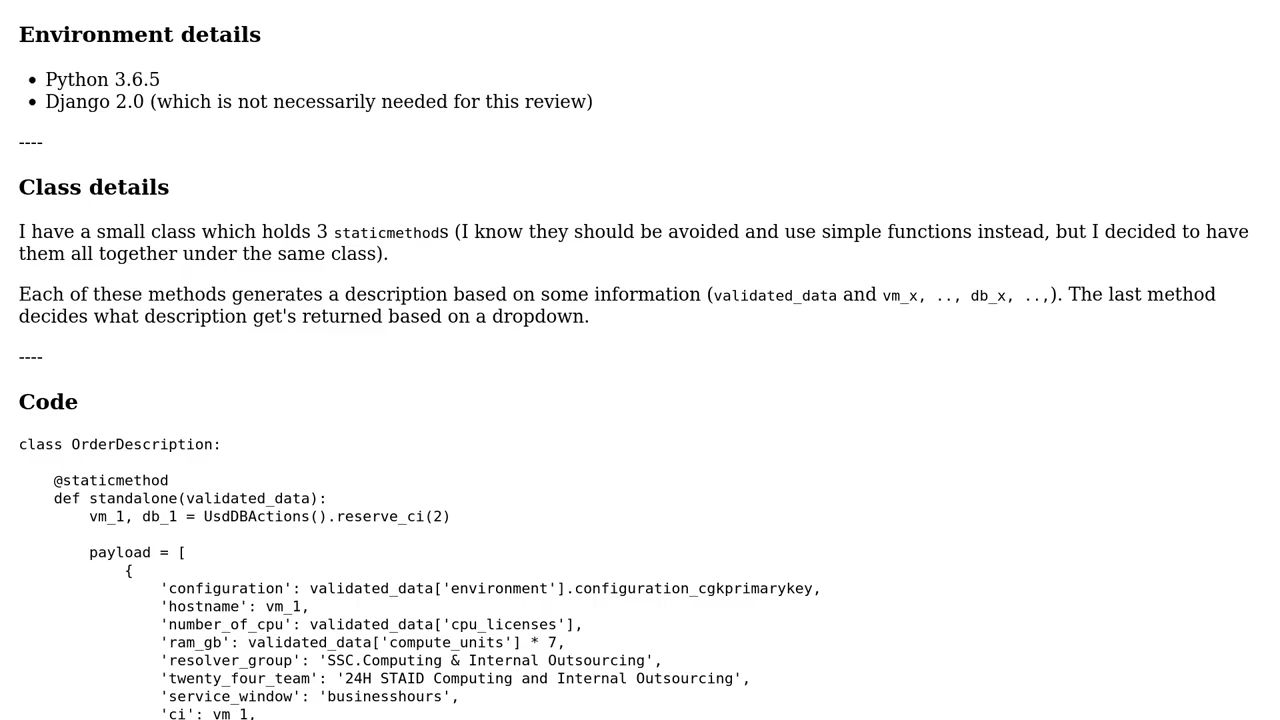 Environment details
• Python 3.6.5
• Django 2.0 (which is not necessarily needed for this review)
----
Class details
I have a small class which holds 3 staticmethods (I know they should be avoided and use simple functions instead, but I decided to have
them all together under the same class).
Each of these methods generates a description based on some information (validated_data and vm_x, .., db_x, ..,). The last method
decides what description get's returned based on a dropdown.
----
Code
class OrderDescription:
    @staticmethod
    def standalone(validated_data):
        vm_1, db_1 = UsdDBActions().reserve_ci(2)
        payload = [
            {
                'configuration': validated_data['environment'].configuration_cgkprimarykey,
                'hostname': vm_1,
                'number_of_cpu': validated_data['cpu_licenses'],
                'ram_gb': validated_data['compute_units'] * 7,
                'resolver_group': 'SSC.Computing & Internal Outsourcing',
                'twenty_four_team': '24H STAID Computing and Internal Outsourcing',
                'service_window': 'businesshours',
                'ci': vm_1,